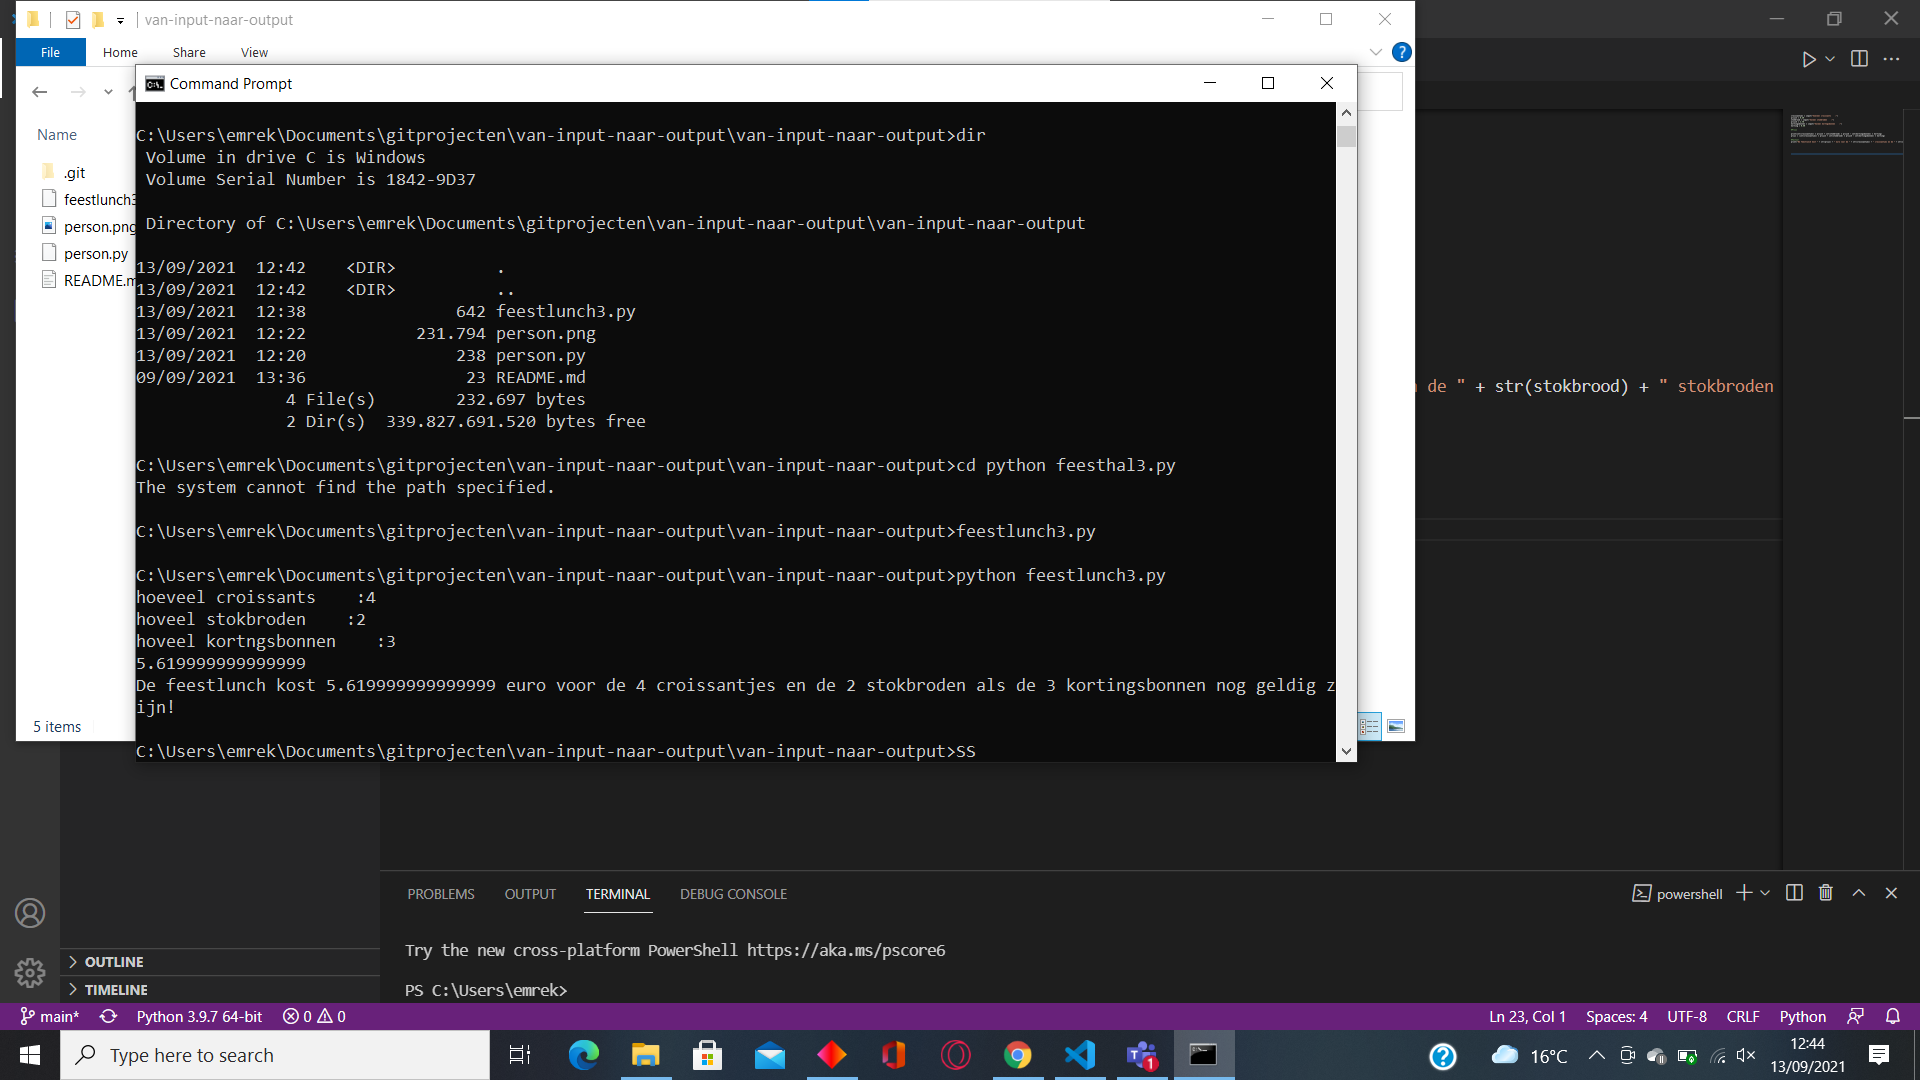 van-input-naar-output
File Home Share View
Command Prompt
Name
.git
feestlunch3
person.png
person.py
README.m
5 items
C:\Users\emrek\Documents\gitprojecten\van-input-naar-output\van-input-naar-output>dir
Volume in drive C is Windows
Volume Serial Number is 1842-9D37
Directory of C:\Users\emrek\Documents\gitprojecten\van-input-naar-output\van-input-naar-output
13/09/2021 12:42 <DIR> .
13/09/2021 12:42 <DIR> ..
13/09/2021 12:38 642 feestlunch3.py
13/09/2021 12:22 231.794 person.png
13/09/2021 12:20 238 person.py
09/09/2021 13:36 23 README.md
4 File(s) 232.697 bytes
2 Dir(s) 339.827.691.520 bytes free
C:\Users\emrek\Documents\gitprojecten\van-input-naar-output\van-input-naar-output>cd python feesthal3.py
The system cannot find the path specified.
C:\Users\emrek\Documents\gitprojecten\van-input-naar-output\van-input-naar-output>feestlunch3.py
C:\Users\emrek\Documents\gitprojecten\van-input-naar-output\van-input-naar-output>python feestlunch3.py
hoeveel croissants :4
hoveel stokbroden :2
hoveel kortngsbonnen :3
5.619999999999999
De feestlunch kost 5.619999999999999 euro voor de 4 croissantjes en de 2 stokbroden als de 3 kortingsbonnen nog geldig z
ijn!
C:\Users\emrek\Documents\gitprojecten\van-input-naar-output\van-input-naar-output>SS
de " + str(stokbrood) + " stokbroden
PROBLEMS OUTPUT TERMINAL DEBUG CONSOLE
powershell
Try the new cross-platform PowerShell https://aka.ms/pscore6
PS C:\Users\emrek>
OUTLINE
TIMELINE
main* Python 3.9.7 64-bit 0 0 Ln 23, Col 1 Spaces: 4 UTF-8 CRLF Python
Type here to search
1
16°C
12:44
13/09/2021